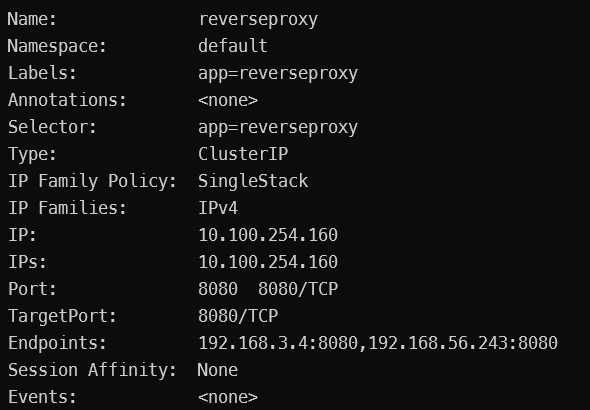 Name: reverseproxy
Namespace: default
Labels: app=reverseproxy
Annotations: <none>
Selector: app=reverseproxy
Type: ClusterIP
IP Family Policy: SingleStack
IP Families: IPv4
IP: 10.100.254.160
IPs: 10.100.254.160
Port: 8080 8080/TCP
TargetPort: 8080/TCP
Endpoints: 192.168.3.4:8080,192.168.56.243:8080
Session Affinity: None
Events: <none>